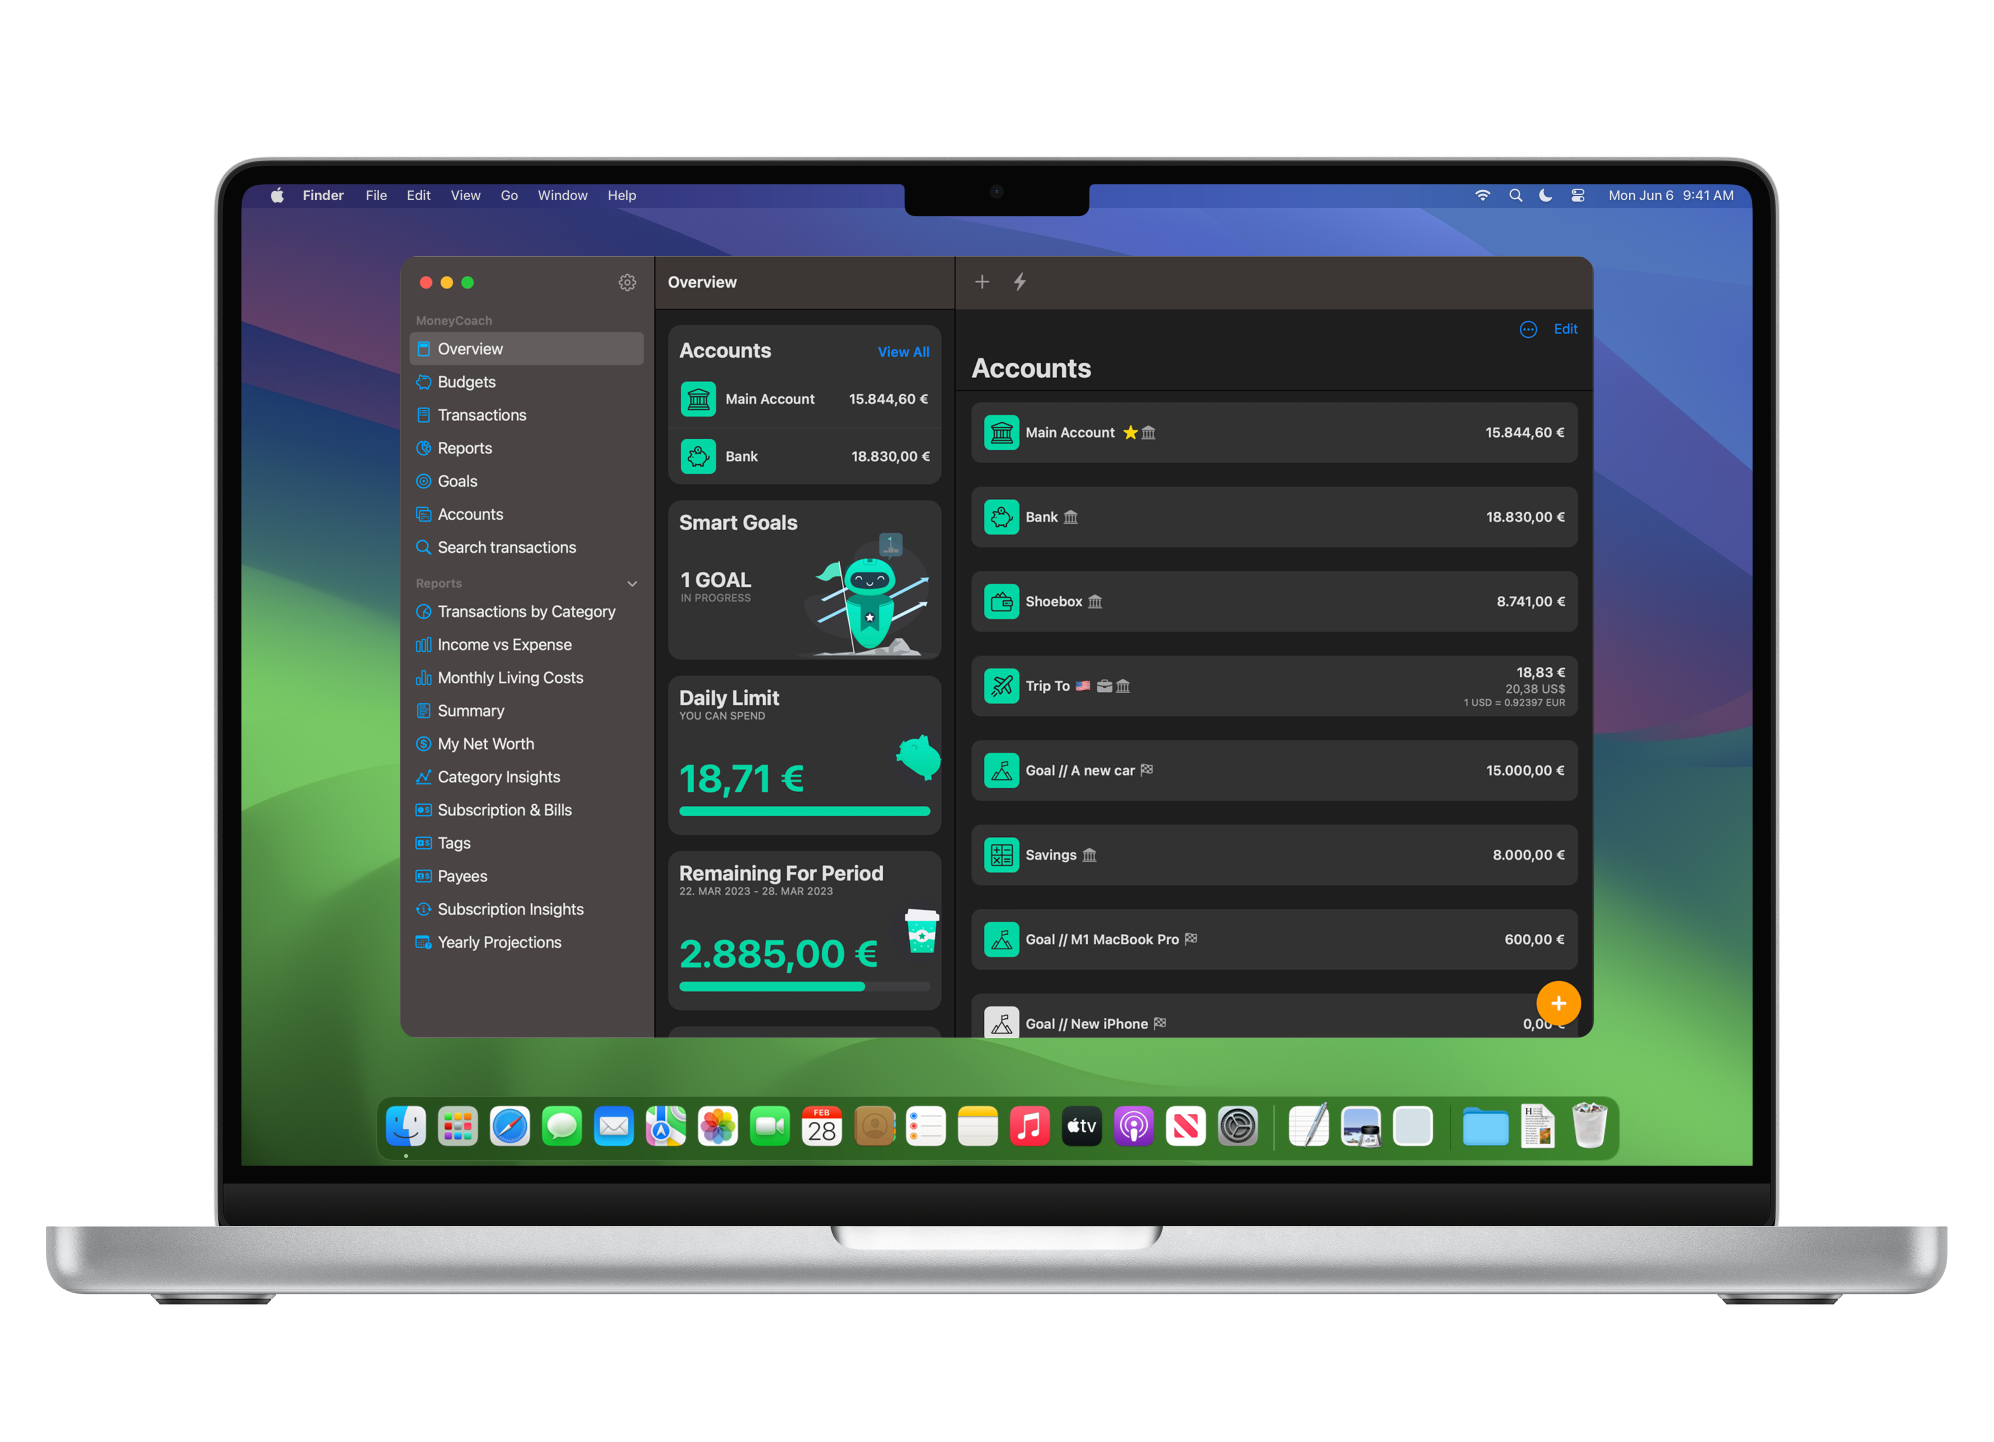 Finder File Edit View Go Window Help
Mon Jun 6 9:41 AM
MoneyCoach
Overview
Budgets
Transactions
Reports
Goals
Accounts
Search transactions
Reports
Transactions by Category
Income vs Expense
Monthly Living Costs
Summary
My Net Worth
Category Insights
Subscription & Bills
Tags
Payees
Subscription Insights
Yearly Projections
Overview
Accounts
View All
Main Account 15.844,60 €
Bank 18.830,00 €
Smart Goals
1 GOAL
IN PROGRESS
Daily Limit
YOU CAN SPEND
18,71 €
Remaining For Period
22. MAR 2023 - 28. MAR 2023
2.885,00 €
Edit
Accounts
Main Account 15.844,60 €
Bank 18.830,00 €
Shoebox 8.741,00 €
Trip To 18,83 €
20,38 US$
1 USD = 0.92397 EUR
Goal // A new car 15.000,00 €
Savings 8.000,00 €
Goal // M1 MacBook Pro 600,00 €
Goal // New iPhone 0,00 €
FEB
28
tv